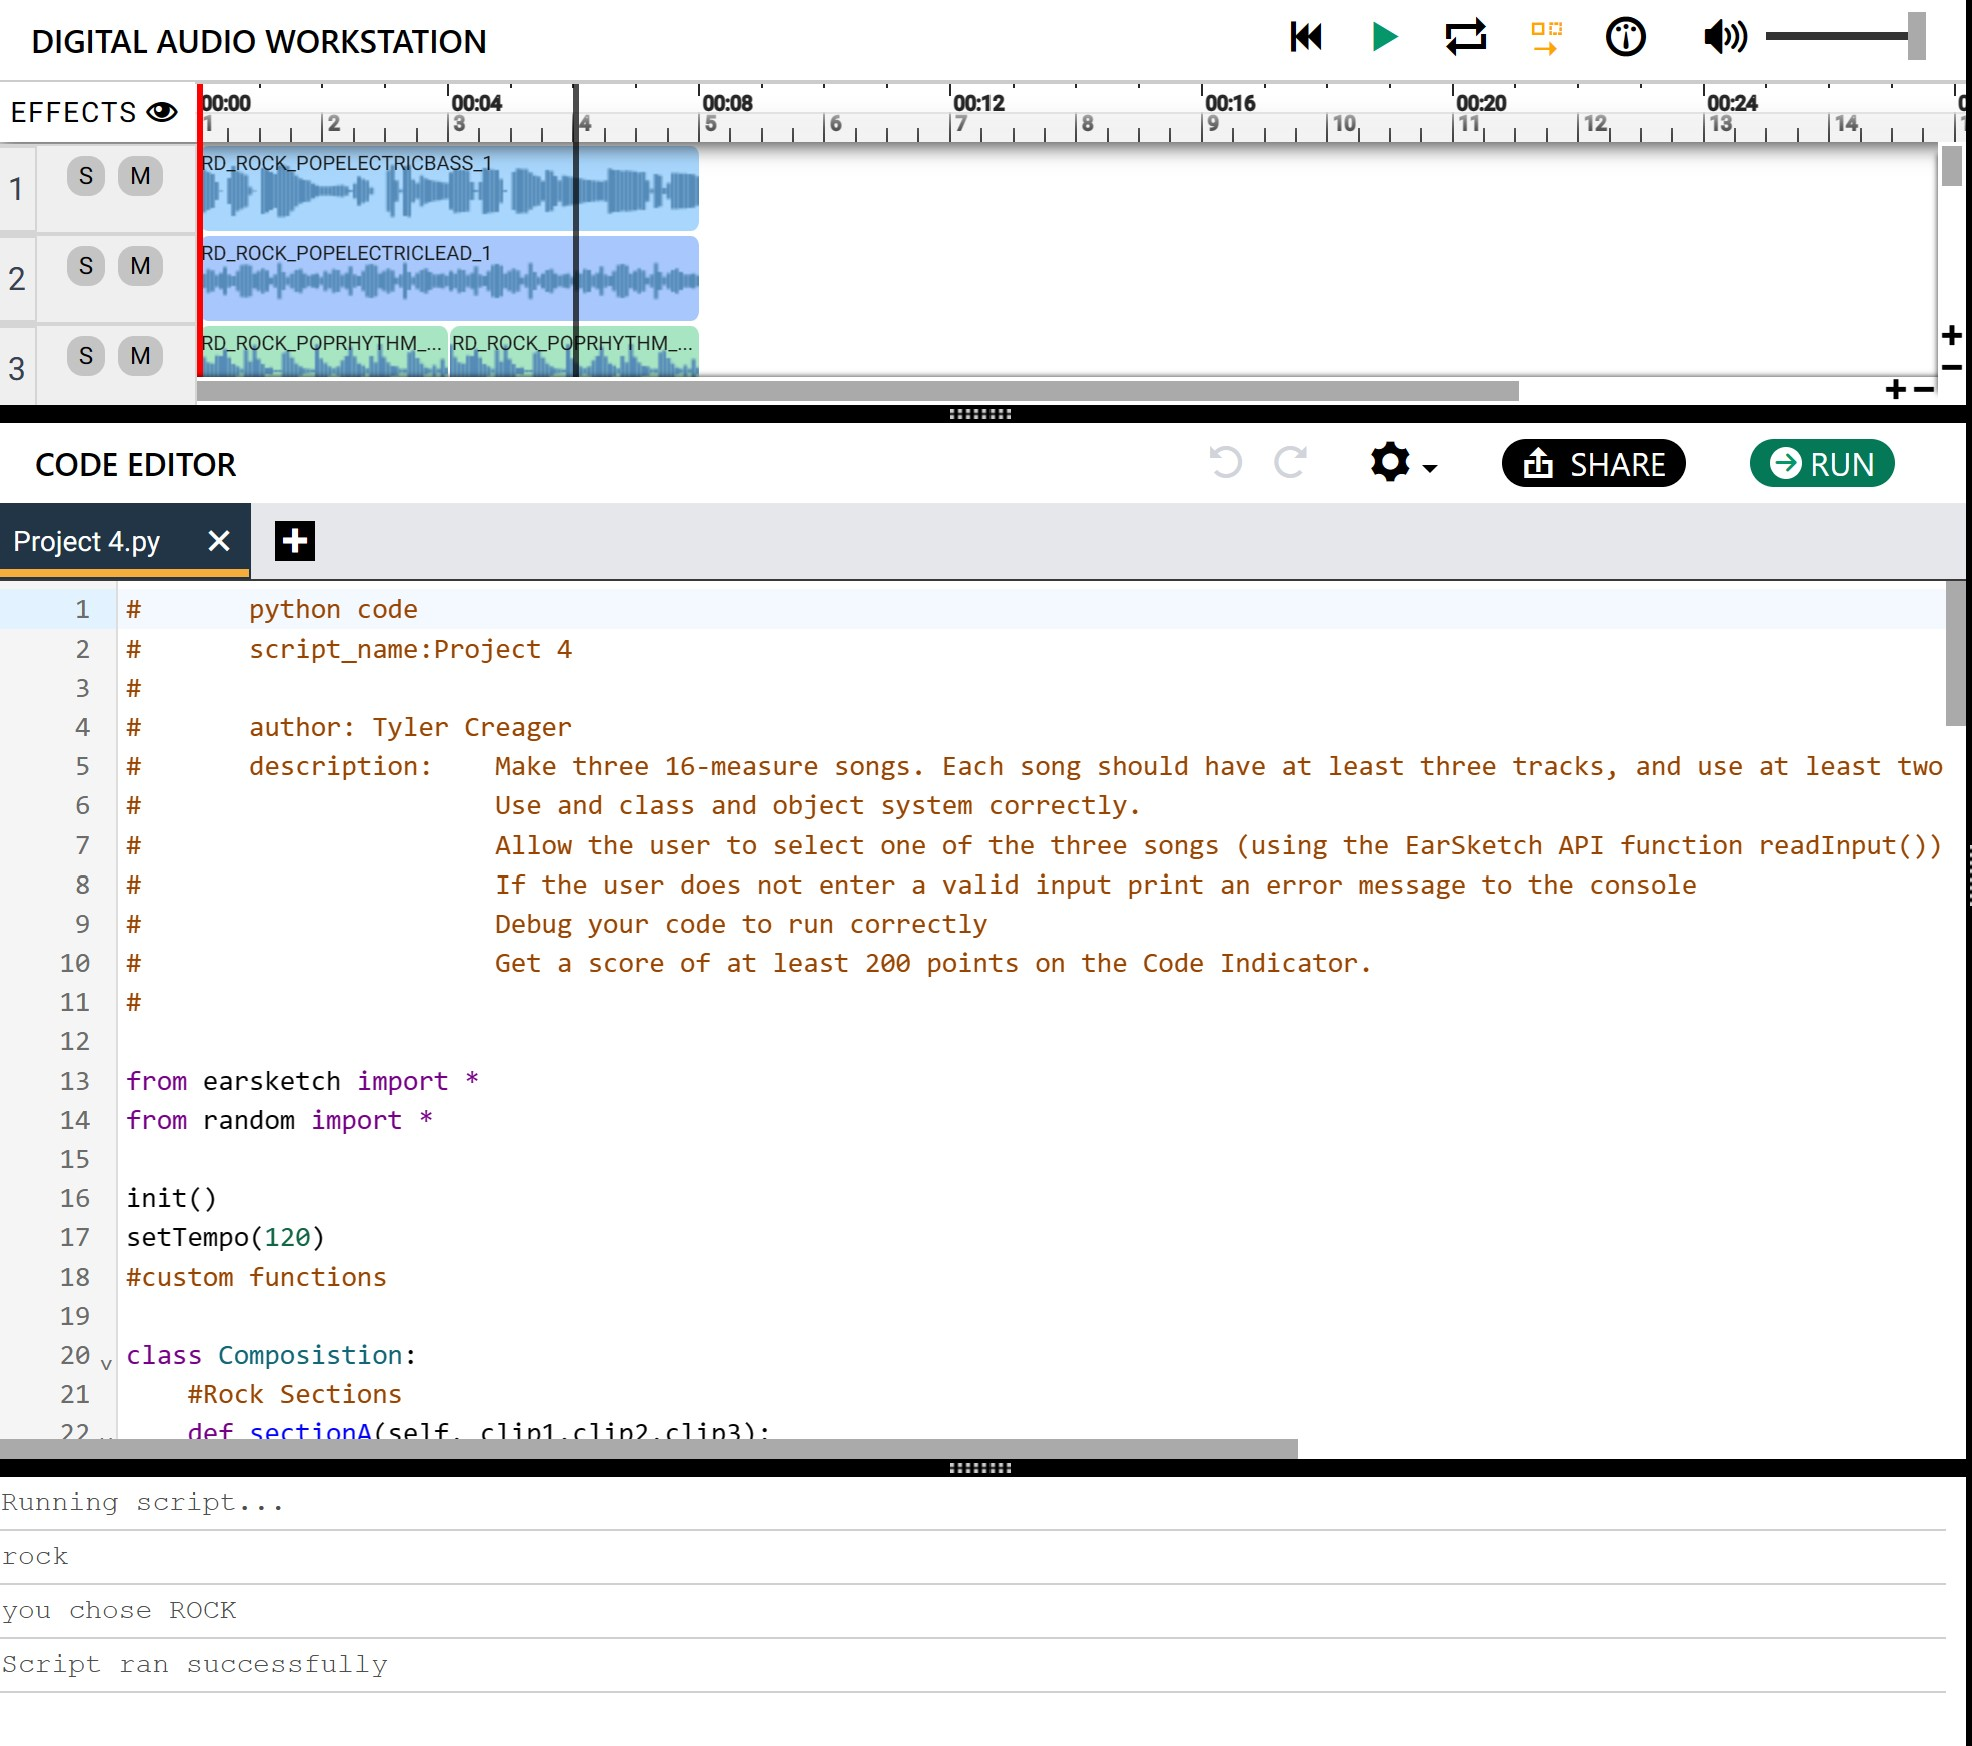 DIGITAL AUDIO WORKSTATION
EFFECTS
00:00 00:04 00:08 00:12 00:16 00:20 00:24
1 2 3 4 5 6 7 8 9 10 11 12 13 14
1 S M RD_ROCK_POPELECTRICBASS_1
2 S M RD_ROCK_POPELECTRICLEAD_1
3 S M RD_ROCK_POPRHYTHM_... RD_ROCK_POPRHYTHM_...
CODE EDITOR SHARE RUN
Project 4.py
1 # python code
2 # script_name:Project 4
3 #
4 # author: Tyler Creager
5 # description: Make three 16-measure songs. Each song should have at least three tracks, and use at least two
6 # Use and class and object system correctly.
7 # Allow the user to select one of the three songs (using the EarSketch API function readInput())
8 # If the user does not enter a valid input print an error message to the console
9 # Debug your code to run correctly
10 # Get a score of at least 200 points on the Code Indicator.
11 #
12
13 from earsketch import *
14 from random import *
15
16 init()
17 setTempo(120)
18 #custom functions
19
20 class Composistion:
21 #Rock Sections
22 def sectionA(self, clip1,clip2,clip3):
Running script...
rock
you chose ROCK
Script ran successfully